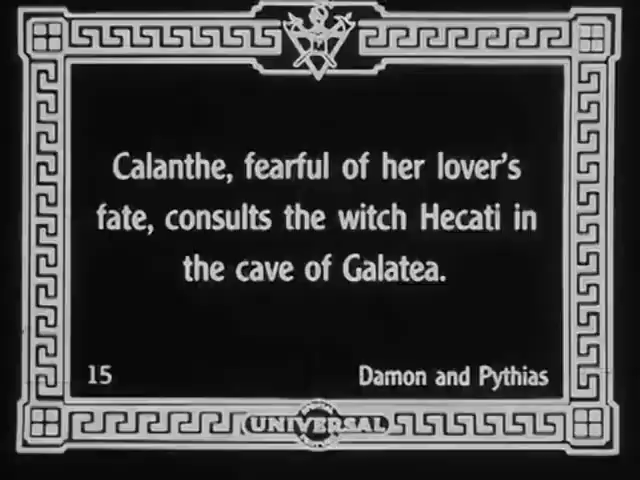 Calanthe, fearful of her lover's
fate, consults the witch Hecati in
the cave of Galatea.
15
Damon and Pythias
UNIVERSAL